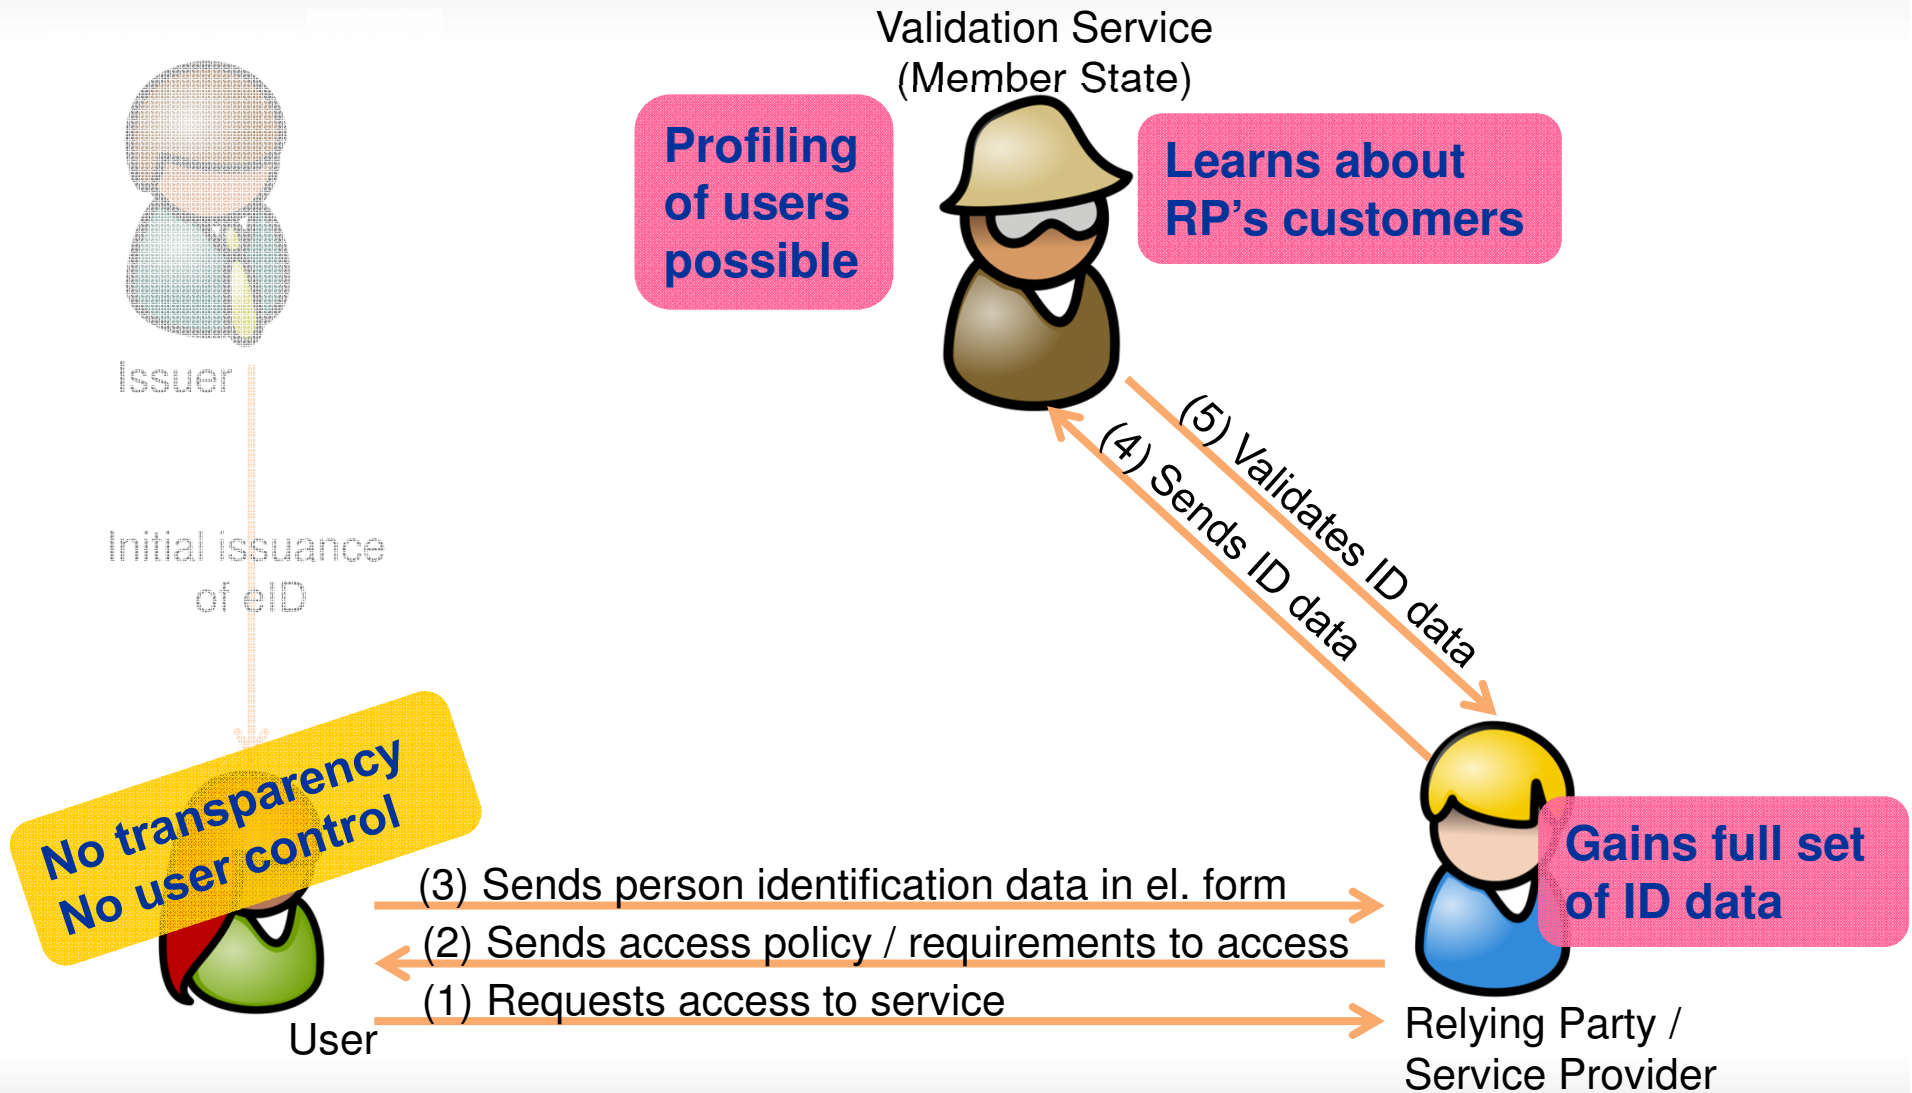 Validation Service
(Member State)
Profiling
of users
possible
Learns about
RP's customers
Issuer
Initial issuance
of eID
(5) Validates ID data
(4) Sends ID data
No transparency
No user control
(3) Sends person identification data in el. form
(2) Sends access policy / requirements to access
(1) Requests access to service
Gains full set
of ID data
User
Relying Party /
Service Provider